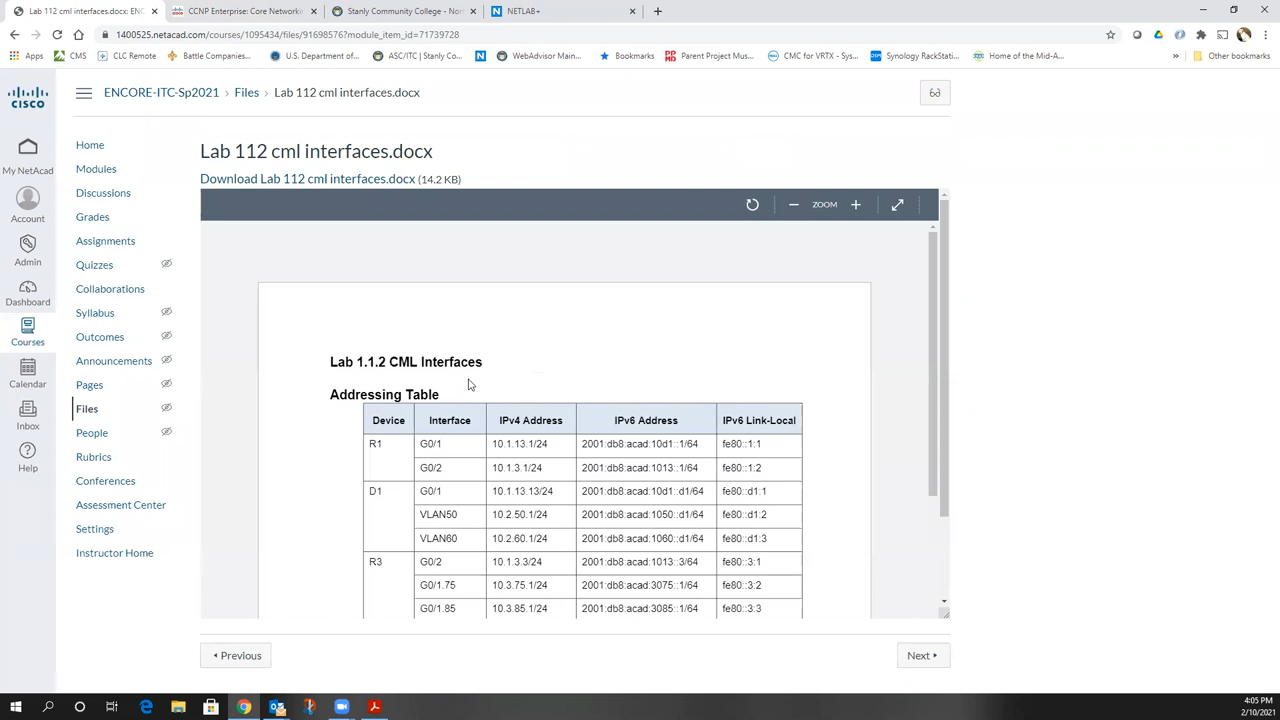 Lab 112 cml interfaces.docx: ENC
CCNP Enterprise: Core Networkin
Stanly Community College - Nort
NETLAB+
1400525.netacad.com/courses/1095434/files/91698576?module_item_id=71739728
Apps
CMS
CLC Remote
Battle Companies...
U.S. Department of...
ASC/ITC | Stanly Co...
WebAdvisor Main...
Bookmarks
Parent Project Mus...
CMC for VRTX - Sys...
Synology RackStati...
Home of the Mid-A...
»
Other bookmarks
CISCO
ENCORE-ITC-Sp2021 › Files › Lab 112 cml interfaces.docx
My NetAcad
Account
Admin
Dashboard
Courses
Calendar
Inbox
Help
Home
Modules
Discussions
Grades
Assignments
Quizzes
Collaborations
Syllabus
Outcomes
Announcements
Pages
Files
People
Rubrics
Conferences
Assessment Center
Settings
Instructor Home
Lab 112 cml interfaces.docx
Download Lab 112 cml interfaces.docx (14.2 KB)
ZOOM
Lab 1.1.2 CML Interfaces
Addressing Table
Device Interface IPv4 Address IPv6 Address IPv6 Link-Local
R1 G0/1 10.1.13.1/24 2001:db8:acad:10d1::1/64 fe80::1:1
G0/2 10.1.3.1/24 2001:db8:acad:1013::1/64 fe80::1:2
D1 G0/1 10.1.13.13/24 2001:db8:acad:10d1::d1/64 fe80::d1:1
VLAN50 10.2.50.1/24 2001:db8:acad:1050::d1/64 fe80::d1:2
VLAN60 10.2.60.1/24 2001:db8:acad:1060::d1/64 fe80::d1:3
R3 G0/2 10.1.3.3/24 2001:db8:acad:1013::3/64 fe80::3:1
G0/1.75 10.3.75.1/24 2001:db8:acad:3075::1/64 fe80::3:2
G0/1.85 10.3.85.1/24 2001:db8:acad:3085::1/64 fe80::3:3
Previous
Next
4:05 PM
2/10/2021